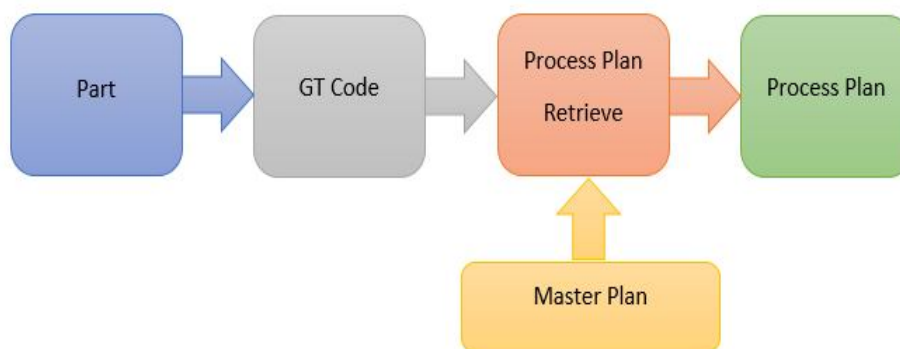 Part
GT Code
Process Plan
Retrieve
Process Plan
Master Plan